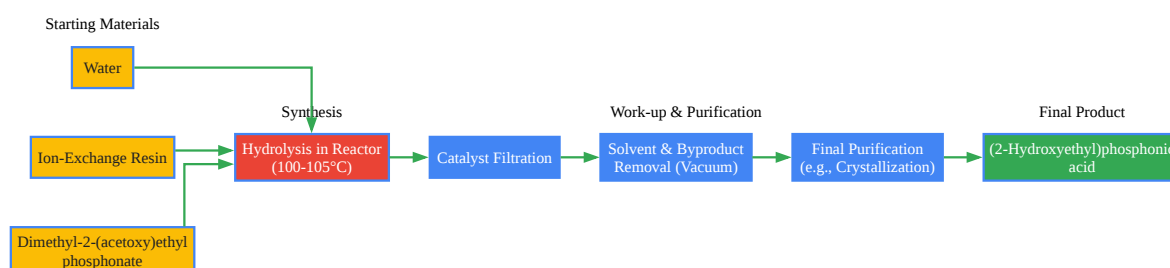 Starting Materials
Water
Synthesis
Work-up & Purification
Final Product
Ion-Exchange Resin
Hydrolysis in Reactor
(100-105°C)
Catalyst Filtration
Solvent & Byproduct
Removal (Vacuum)
Final Purification
(e.g., Crystallization)
(2-Hydroxyethyl)phosphonic
acid
Dimethyl-2-(acetoxy)ethyl
phosphonate